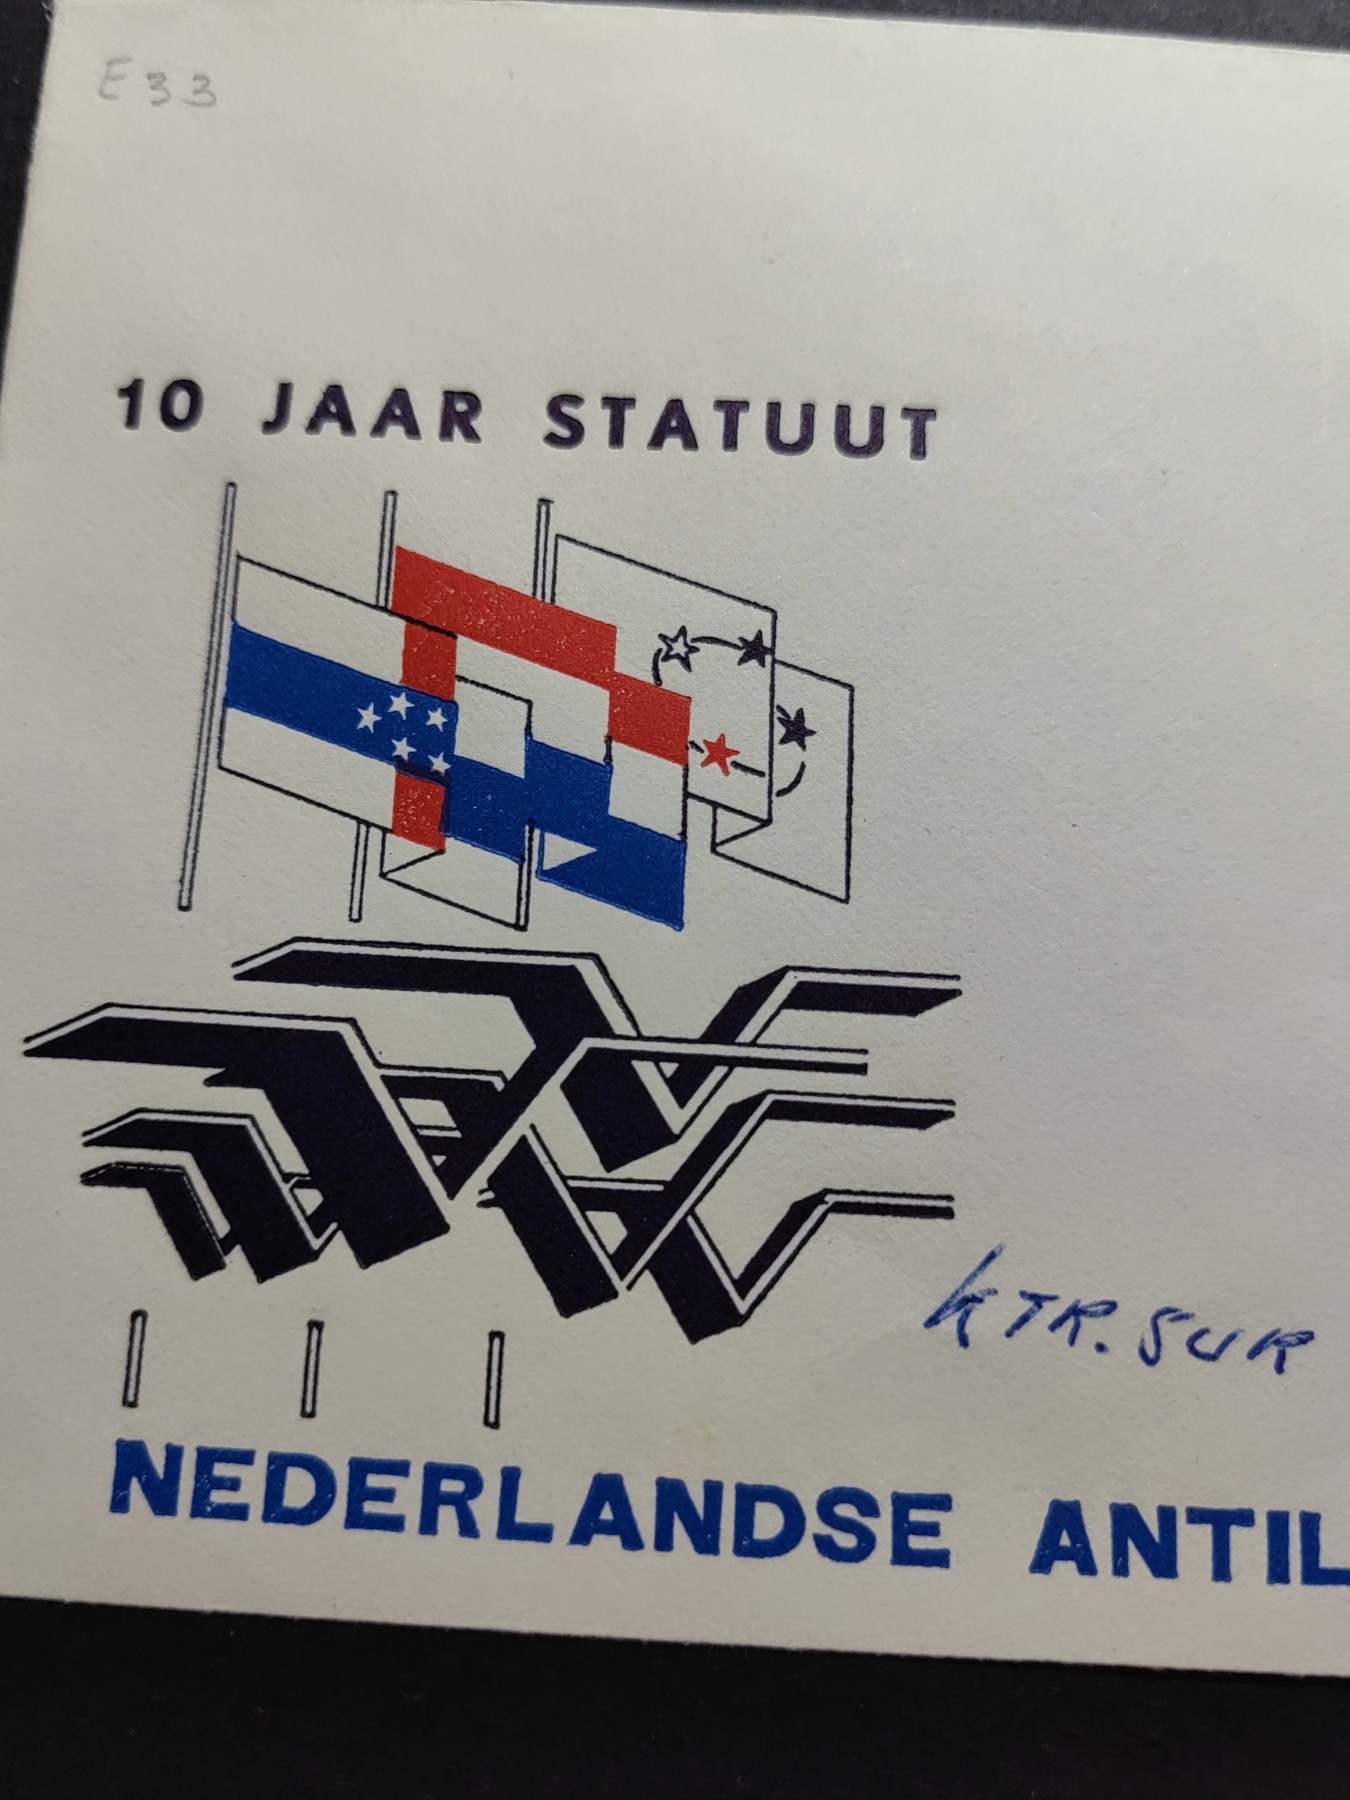 E33
10 JAAR STATUUT
KTR. SUR
NEDERLANDSE ANTIL